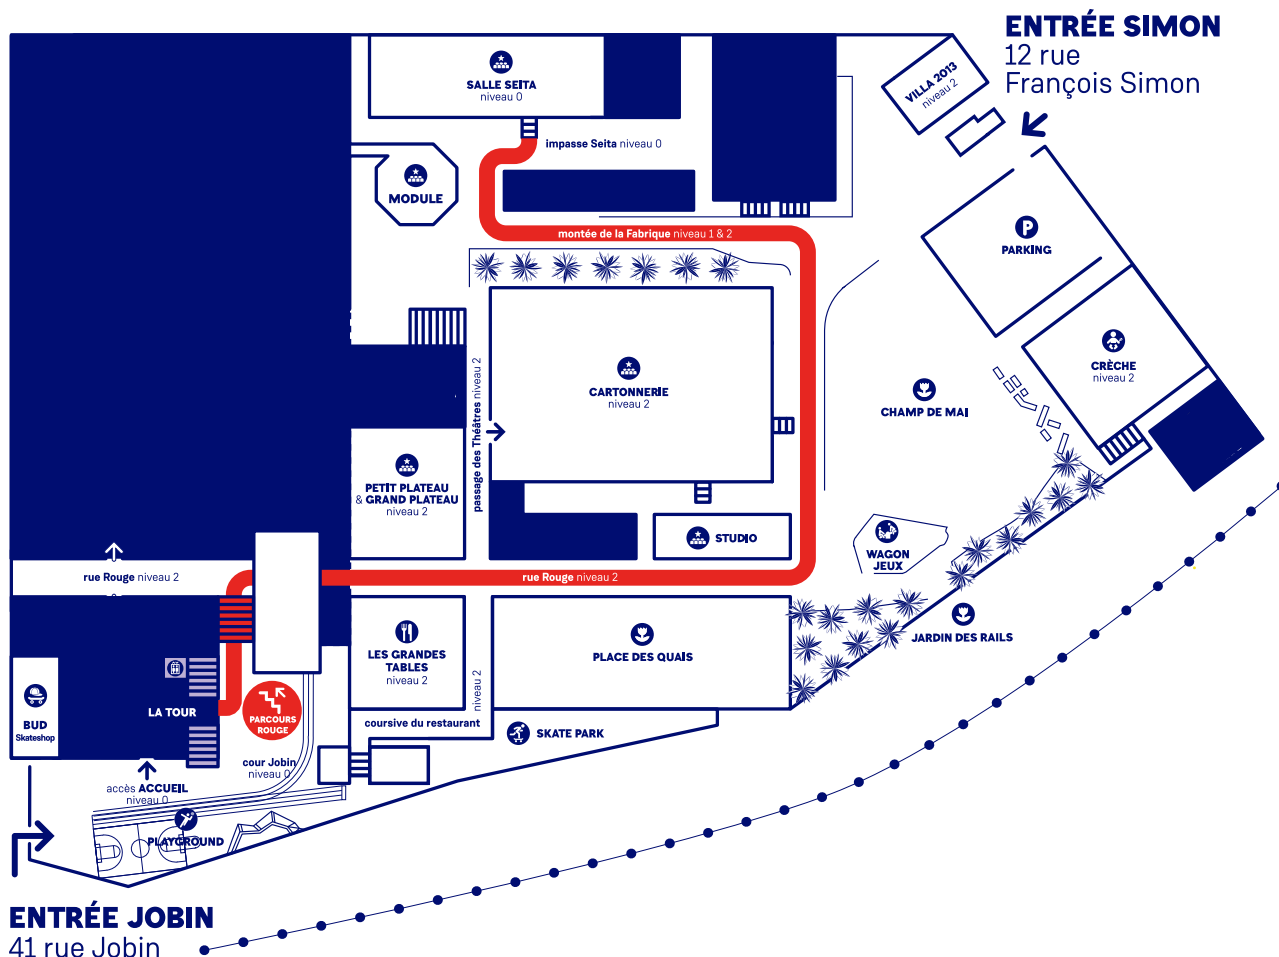 ENTRÉE SIMON
12 rue
François Simon
VILLA 2013
niveau 2
SALLE SEITA
niveau 0
impasse Seita niveau 0
MODULE
montée de la Fabrique niveau 1 & 2
P
PARKING
CRÈCHE
niveau 2
CARTONNERIE
niveau 2
CHAMP DE MAI
passage des Théâtres niveau 2
PETIT PLATEAU
& GRAND PLATEAU
niveau 2
STUDIO
WAGON
JEUX
rue Rouge niveau 2
rue Rouge niveau 2
JARDIN DES RAILS
LES GRANDES
TABLES
niveau 2
PLACE DES QUAIS
niveau 2
LA TOUR
PARCOURS
ROUGE
BUD
Skateshop
coursive du restaurant
SKATE PARK
cour Jobin
niveau 0
accès ACCUEIL
niveau 0
PLAYGROUND
ENTRÉE JOBIN
41 rue Jobin